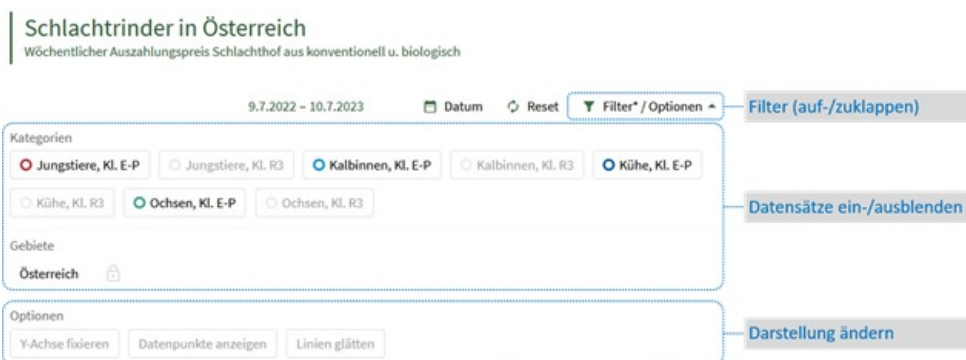 Schlachtrinder in Österreich
Wöchentlicher Auszahlungspreis Schlachthof aus konventionell u. biologisch
9.7.2022 – 10.7.2023 Datum Reset Filter* / Optionen Filter (auf-/zuklappen)
Kategorien
Jungstiere, Kl. E-P Jungstiere, Kl. R3 Kalbinnen, Kl. E-P Kalbinnen, Kl. R3 Kühe, Kl. E-P
Kühe, Kl. R3 Ochsen, Kl. E-P Ochsen, Kl. R3 Datensätze ein-/ausblenden
Gebiete
Österreich
Optionen
Y-Achse fixieren Datenpunkte anzeigen Linien glätten Darstellung ändern